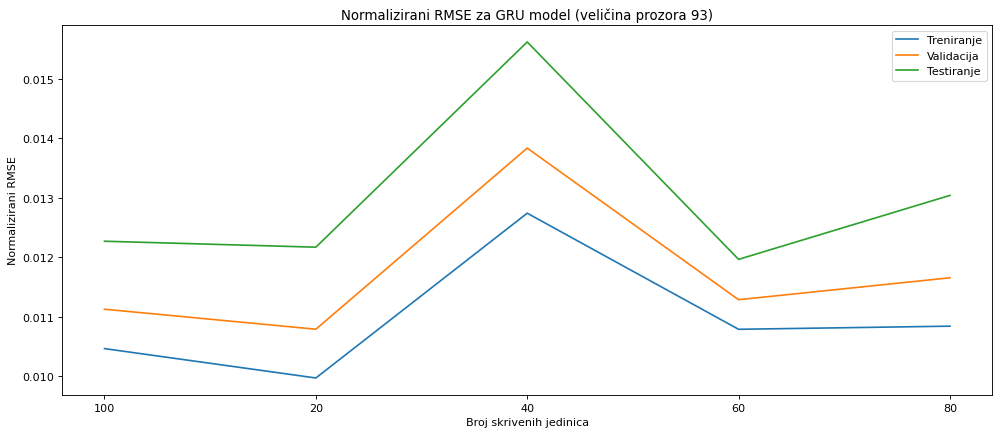 Normalizirani RMSE za GRU model (veličina prozora 93)
Treniranje
Validacija
Testiranje
Normalizirani RMSE
0.015
0.014
0.013
0.012
0.011
0.010
100 20 40 60 80
Broj skrivenih jedinica